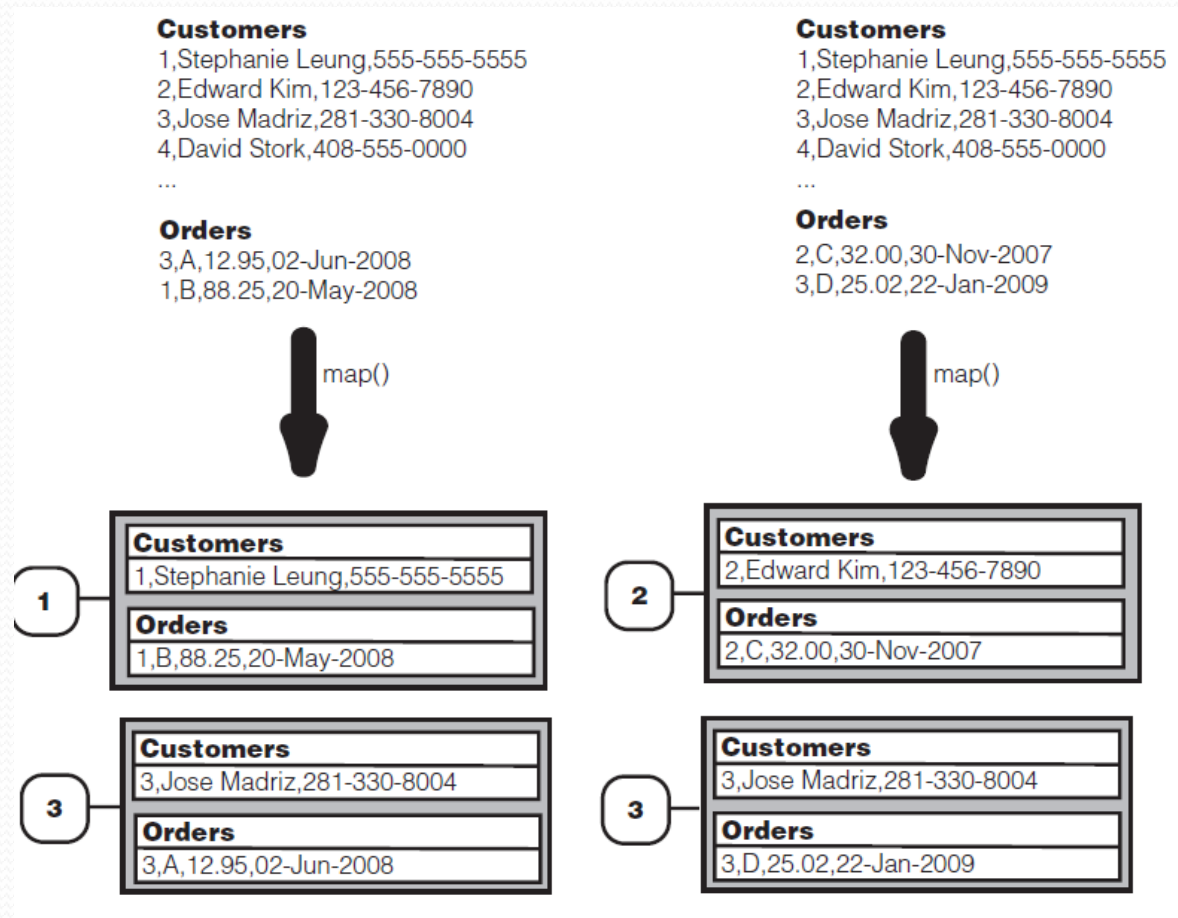 Customers
1,Stephanie Leung,555-555-5555
2,Edward Kim,123-456-7890
3,Jose Madriz,281-330-8004
4,David Stork,408-555-0000
...
Orders
3,A,12.95,02-Jun-2008
1,B,88.25,20-May-2008
map()
1
Customers
1,Stephanie Leung,555-555-5555
Orders
1,B,88.25,20-May-2008
3
Customers
3,Jose Madriz,281-330-8004
Orders
3,A,12.95,02-Jun-2008
Customers
1,Stephanie Leung,555-555-5555
2,Edward Kim,123-456-7890
3,Jose Madriz,281-330-8004
4,David Stork,408-555-0000
...
Orders
2,C,32.00,30-Nov-2007
3,D,25.02,22-Jan-2009
map()
2
Customers
2,Edward Kim,123-456-7890
Orders
2,C,32.00,30-Nov-2007
3
Customers
3,Jose Madriz,281-330-8004
Orders
3,D,25.02,22-Jan-2009